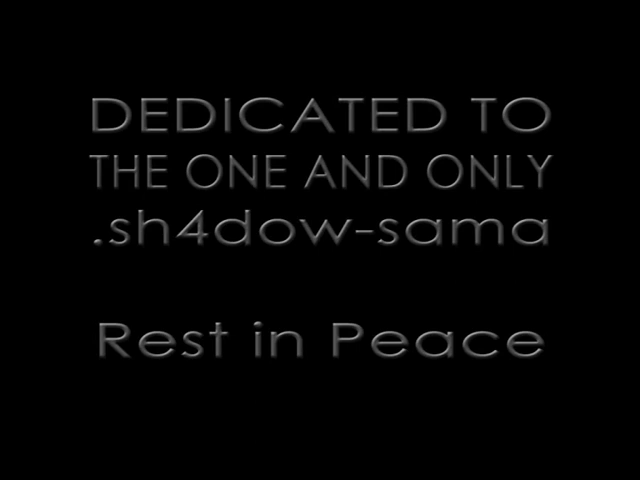 DEDICATED TO
THE ONE AND ONLY
.sh4dow-sama
Rest in Peace